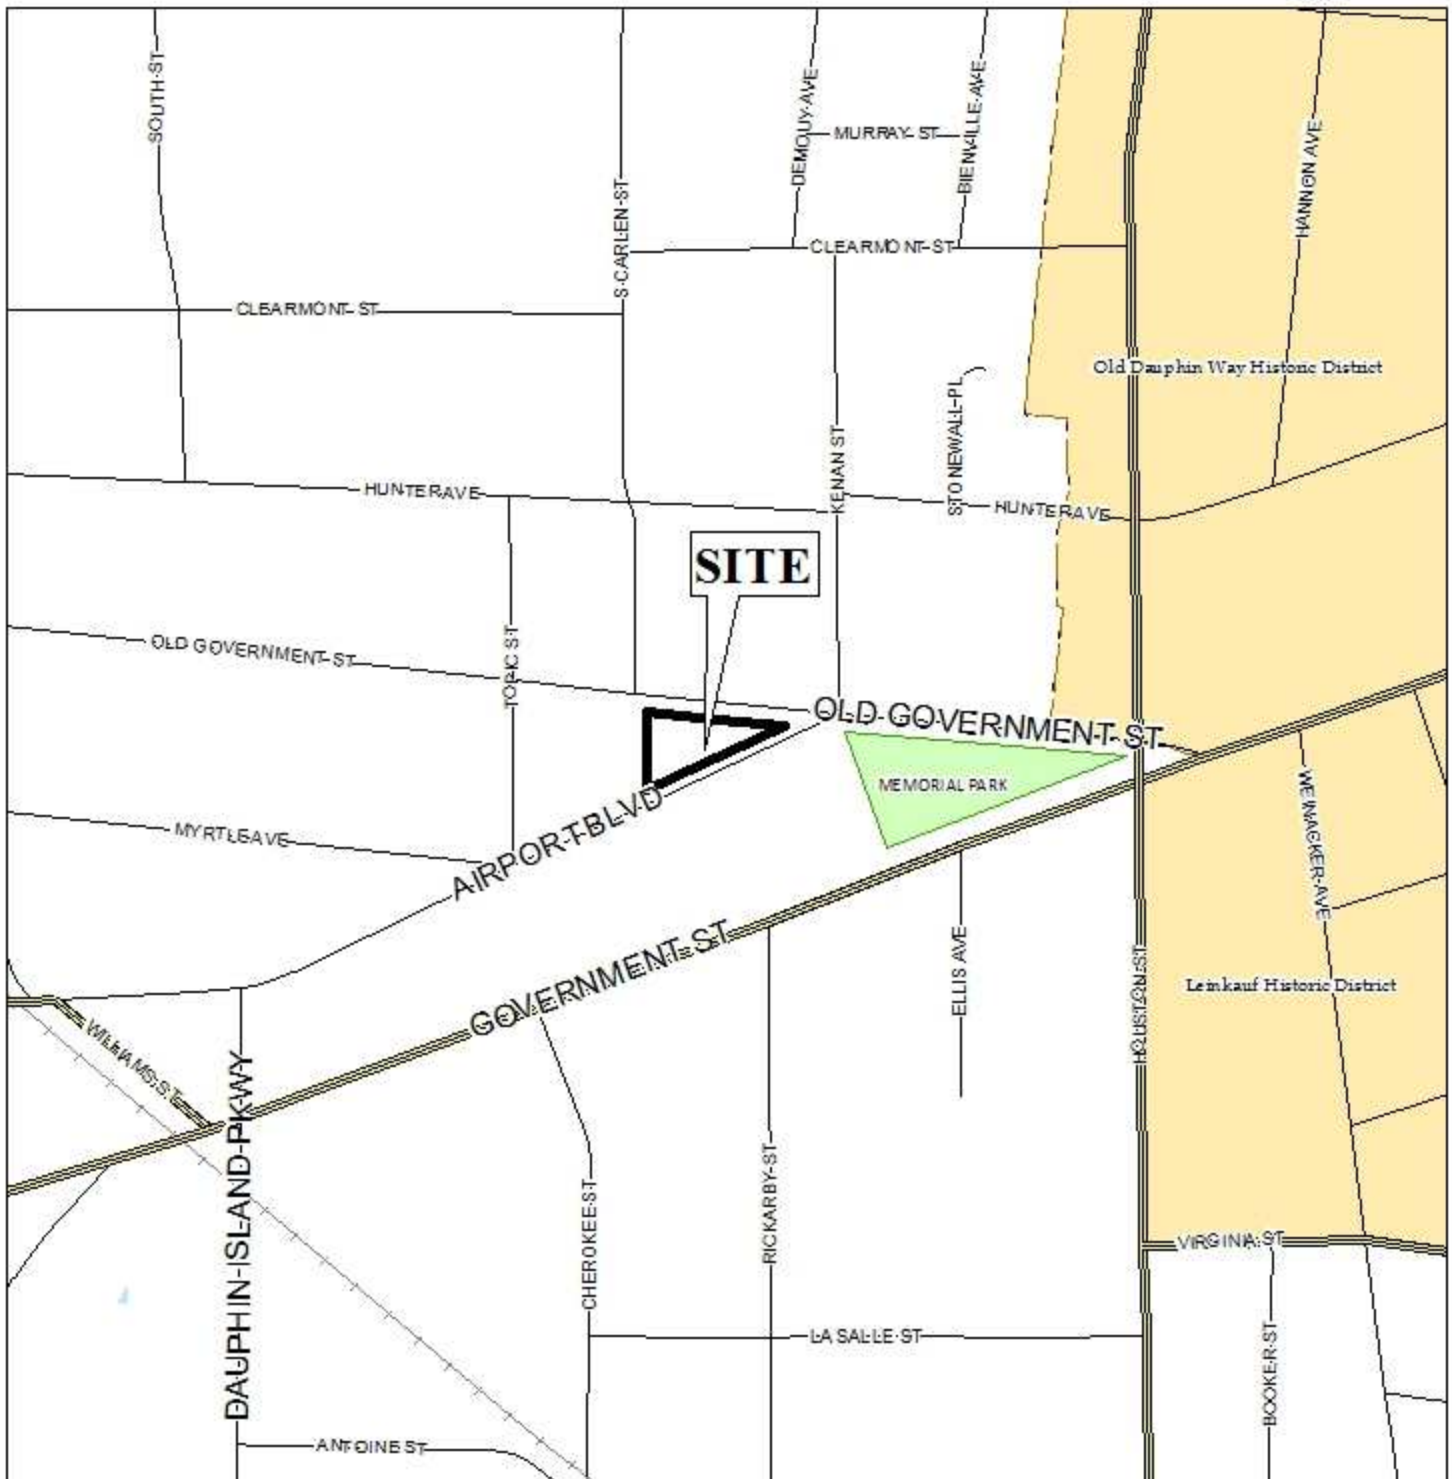 SOUTH ST
S CARLEN ST
DEMOUY AVE
MURRAY ST
BIENVILLE AVE
HANNON AVE
CLEARMONT ST
CLEARMONT ST
Old Dauphin Way Historic District
KENAN ST
STONEWALL PL
HUNTER AVE
HUNTER AVE
SITE
OLD GOVERNMENT ST
TOPIC ST
OLD GOVERNMENT ST
MEMORIAL PARK
AIRPORT BLVD
MYRTLE AVE
WEINACKER AVE
GOVERNMENT ST
ELLIS AVE
HOUSTON ST
Leinkauf Historic District
WILLIAMS ST
DAUPHIN ISLAND PKWY
CHEROKEE ST
RICKARBY ST
VIRGINIA ST
LA SALLE ST
BOOKER ST
ANTOINE ST